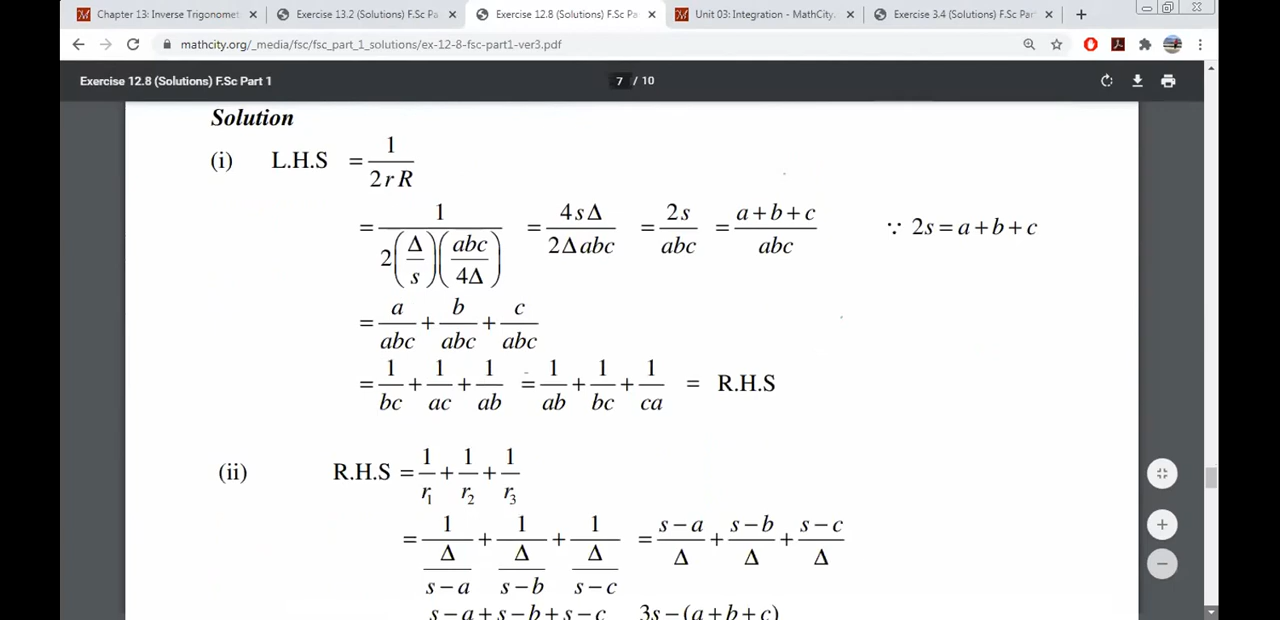 Chapter 13: Inverse Trigonomet
Exercise 13.2 (Solutions) F.Sc Pa
Exercise 12.8 (Solutions) F.Sc Pa
Unit 03: Integration - MathCity.
Exercise 3.4 (Solutions) F.Sc Par
mathcity.org/_media/fsc/fsc_part_1_solutions/ex-12-8-fsc-part1-ver3.pdf
Exercise 12.8 (Solutions) F.Sc Part 1
7 / 10
Solution
(i) L.H.S = 1/(2 r R)
= 1/(2(Δ/s)(abc/4Δ)) = 4sΔ/2Δabc = 2s/abc = (a+b+c)/abc ∵ 2s = a+b+c
= a/abc + b/abc + c/abc
= 1/bc + 1/ac + 1/ab = 1/ab + 1/bc + 1/ca = R.H.S
(ii) R.H.S = 1/r₁ + 1/r₂ + 1/r₃
= 1/(Δ/(s−a)) + 1/(Δ/(s−b)) + 1/(Δ/(s−c)) = (s−a)/Δ + (s−b)/Δ + (s−c)/Δ
s−a+s−b+s−c 3s−(a+b+c)